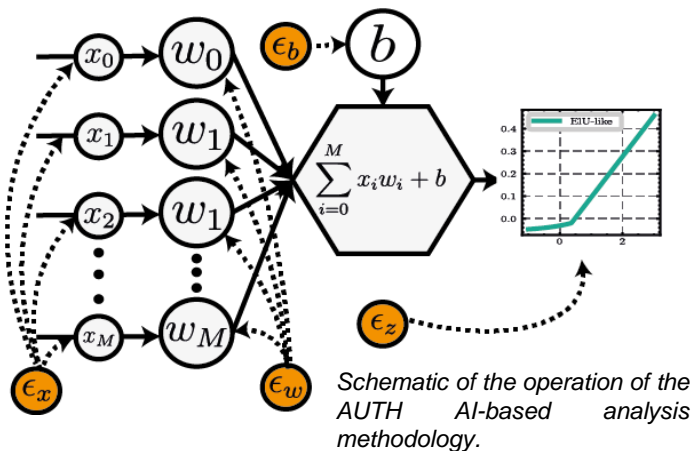 x0 w0 ϵb b
x1 w1
M
∑ xiwi + b
i=0
x2 w1
xM wM
ϵx ϵw ϵz
EIU-like
0.4
0.3
0.2
0.1
0.0
0 2
Schematic of the operation of the
AUTH AI-based analysis
methodology.